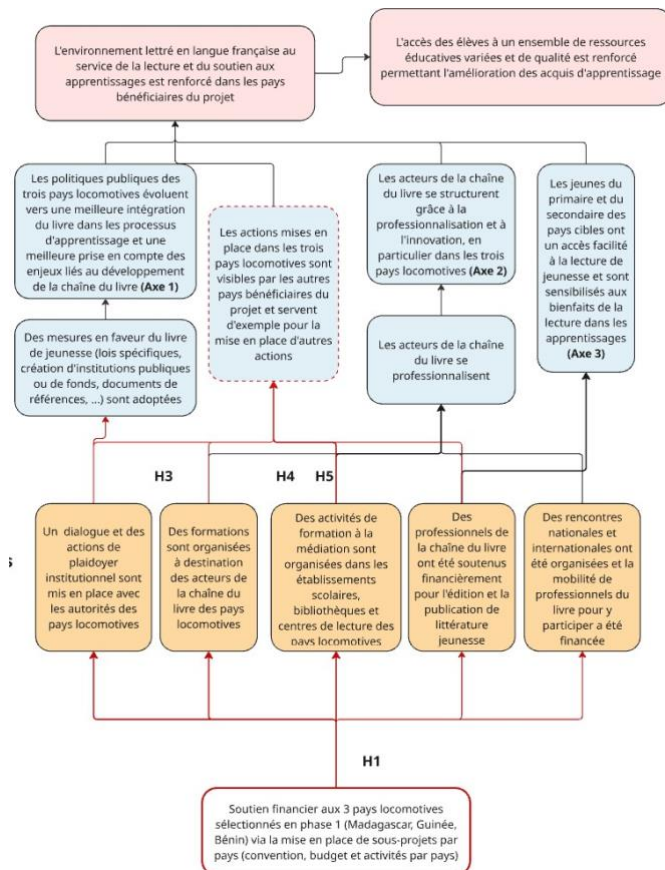 L'environnement lettré en langue française au
service de la lecture et du soutien aux
apprentissages est renforcé dans les pays
bénéficiaires du projet
L'accès des élèves à un ensemble de ressources
éducatives variées et de qualité est renforcé
permettant l'amélioration des acquis d'apprentissage
Les politiques publiques des
trois pays locomotives évoluent
vers une meilleure intégration
du livre dans les processus
d'apprentissage et une
meilleure prise en compte des
enjeux liés au développement
de la chaîne du livre (Axe 1)
Les actions mises en
place dans les trois
pays locomotives sont
visibles par les autres
pays bénéficiaires du
projet et servent
d'exemple pour la
mise en place d'autres
actions
Les acteurs de la chaîne
du livre se structurent
grâce à la
professionnalisation et à
l'innovation, en
particulier dans les trois
pays locomotives (Axe 2)
Les jeunes du
primaire et du
secondaire des
pays cibles ont
un accès facilité
à la lecture de
jeunesse et sont
sensibilisés aux
bienfaits de la
lecture dans les
apprentissages
(Axe 3)
Des mesures en faveur du livre
de jeunesse (lois spécifiques,
création d'institutions publiques
ou de fonds, documents de
références, ...) sont adoptées
Les acteurs de la chaîne
du livre se
professionnalisent
H3
H4
H5
Un dialogue et des
actions de
plaidoyer
institutionnel sont
mis en place avec
les autorités des
pays locomotives
Des formations
sont organisées
à destination
des acteurs de
la chaîne du
livre des pays
locomotives
Des activités de
formation à la
médiation sont
organisées dans les
établissements
scolaires,
bibliothèques et
centres de lecture des
pays locomotives
Des
professionnels de
la chaîne du livre
ont été soutenus
financièrement
pour l'édition et la
publication de
littérature
jeunesse
Des rencontres
nationales et
internationales ont
été organisées et la
mobilité de
professionnels du
livre pour y
participer a été
financée
H1
Soutien financier aux 3 pays locomotives
sélectionnés en phase 1 (Madagascar, Guinée,
Bénin) via la mise en place de sous-projets par
pays (convention, budget et activités par pays)